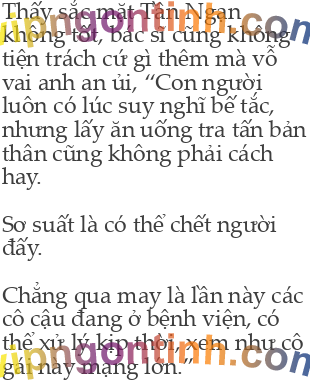 Thấy sắc mặt Tần Ngạn
không tốt, bác sĩ cũng không
tiện trách cứ gì thêm mà vỗ
vai anh an ủi, “Con người
luôn có lúc suy nghĩ bế tắc,
nhưng lấy ăn uống tra tấn bản
thân cũng không phải cách
hay.
Sơ suất là có thể chết người
đấy.
Chẳng qua may là lần này các
cô cậu đang ở bệnh viện, có
thể xử lý kịp thời, xem như cô
gái này mạng lớn.”
vipngontinh.com
vipngontinh.com